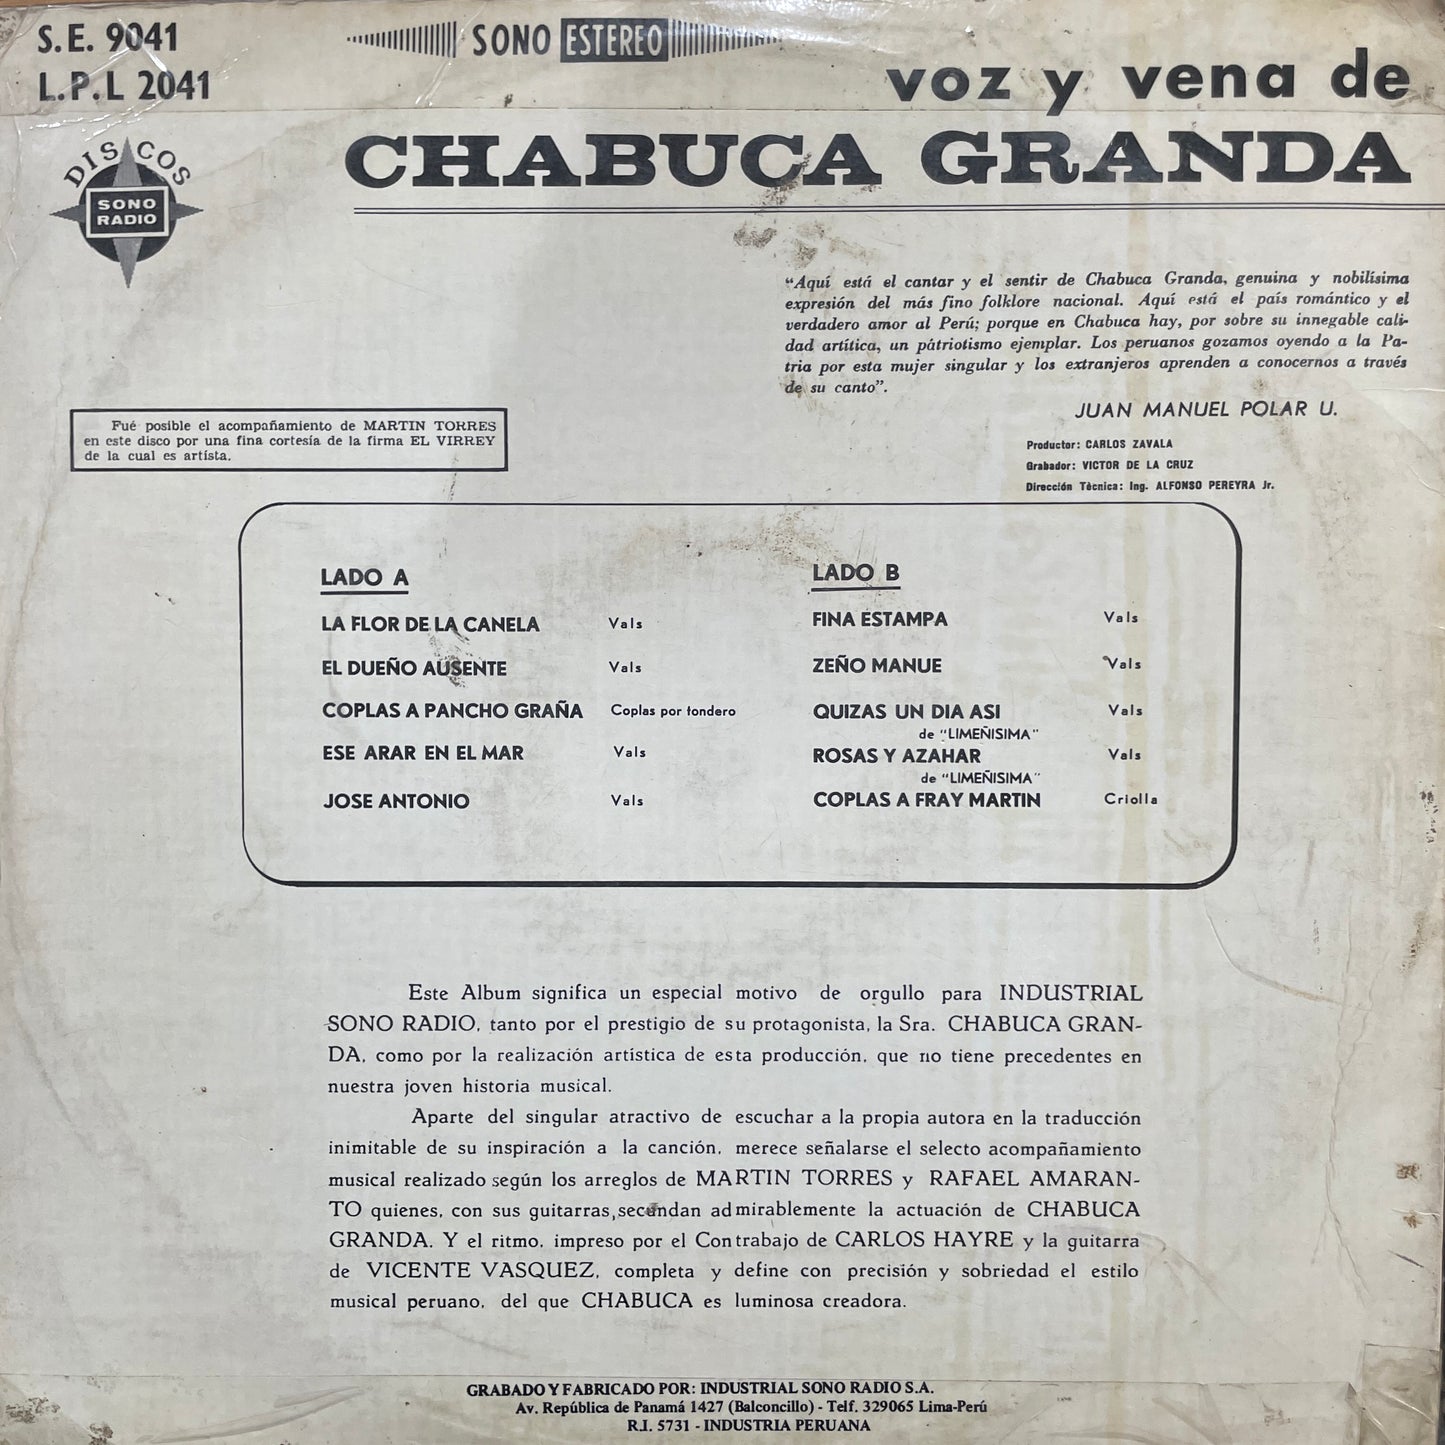 S.E. 9041
L.P.L 2041
SONO ESTEREO
voz y vena de
CHABUCA GRANDA
DISCOS
SONO
RADIO
“Aquí está el cantar y el sentir de Chabuca Granda, genuina y nobilísima
expresión del más fino folklore nacional. Aquí está el país romántico y el
verdadero amor al Perú; porque en Chabuca hay, por sobre su innegable cali-
dad artítica, un pátriotismo ejemplar. Los peruanos gozamos oyendo a la Pa-
tria por esta mujer singular y los extranjeros aprenden a conocernos a través
de su canto”.
JUAN MANUEL POLAR U.
Productor: CARLOS ZAVALA
Grabador: VICTOR DE LA CRUZ
Dirección Tècnica: Ing. ALFONSO PEREYRA Jr.
Fué posible el acompañamiento de MARTIN TORRES
en este disco por una fina cortesía de la firma EL VIRREY
de la cual es artísta.
LADO A
LA FLOR DE LA CANELA Vals
EL DUEÑO AUSENTE Vals
COPLAS A PANCHO GRAÑA Coplas por tondero
ESE ARAR EN EL MAR Vals
JOSE ANTONIO Vals
LADO B
FINA ESTAMPA Vals
ZEÑO MANUE Vals
QUIZAS UN DIA ASI Vals
de “LIMEÑISIMA”
ROSAS Y AZAHAR Vals
de “LIMEÑISIMA”
COPLAS A FRAY MARTIN Criolla
Este Album significa un especial motivo de orgullo para INDUSTRIAL
SONO RADIO, tanto por el prestigio de su protagonista, la Sra. CHABUCA GRAN-
DA, como por la realización artística de esta producción, que no tiene precedentes en
nuestra joven historia musical.
Aparte del singular atractivo de escuchar a la propia autora en la traducción
inimitable de su inspiración a la canción, merece señalarse el selecto acompañamiento
musical realizado según los arreglos de MARTIN TORRES y RAFAEL AMARAN-
TO quienes, con sus guitarras, secundan admirablemente la actuación de CHABUCA
GRANDA. Y el ritmo, impreso por el Contrabajo de CARLOS HAYRE y la guitarra
de VICENTE VASQUEZ, completa y define con precisión y sobriedad el estilo
musical peruano, del que CHABUCA es luminosa creadora.
GRABADO Y FABRICADO POR: INDUSTRIAL SONO RADIO S.A.
Av. República de Panamá 1427 (Balconcillo) - Telf. 329065 Lima-Perú
R.I. 5731 - INDUSTRIA PERUANA